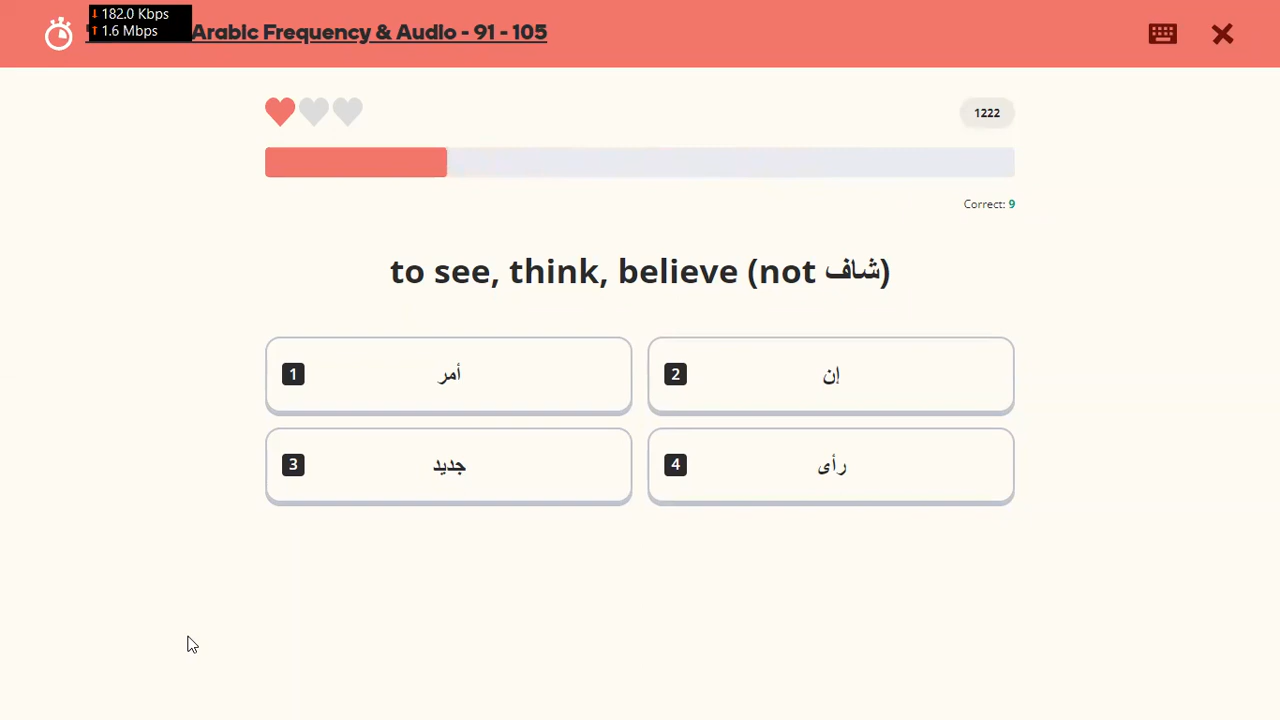 ↓ 182.0 Kbps
↑ 1.6 Mbps
Arabic Frequency & Audio - 91 - 105
1222
Correct: 9
to see, think, believe (not شاف)
1 أمر
2 إن
3 جديد
4 رأى